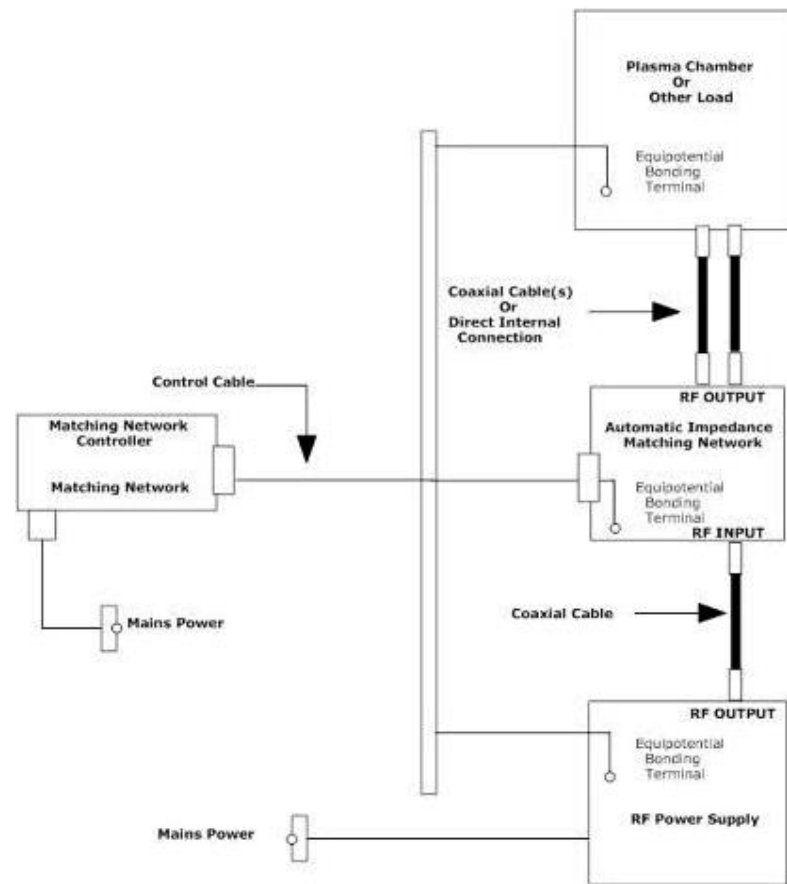 Plasma Chamber
Or
Other Load
Equipotential
Bonding
Terminal
Coaxial Cable(s)
Or
Direct Internal
Connection
Control Cable
RF OUTPUT
Matching Network
Controller
Matching Network
Automatic Impedance
Matching Network
Equipotential
Bonding
Terminal
RF INPUT
Mains Power
Coaxial Cable
RF OUTPUT
Equipotential
Bonding
Terminal
RF Power Supply
Mains Power